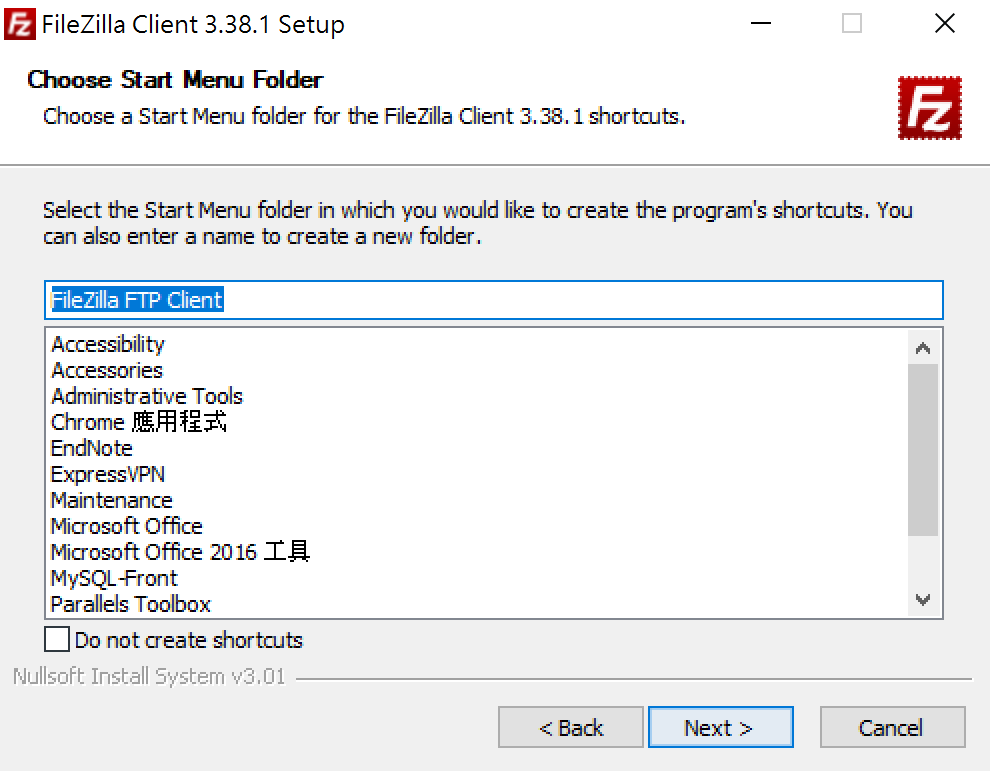 FileZilla Client 3.38.1 Setup
Choose Start Menu Folder
Choose a Start Menu folder for the FileZilla Client 3.38.1 shortcuts.
Select the Start Menu folder in which you would like to create the program's shortcuts. You
can also enter a name to create a new folder.
FileZilla FTP Client
Accessibility
Accessories
Administrative Tools
Chrome 應用程式
EndNote
ExpressVPN
Maintenance
Microsoft Office
Microsoft Office 2016 工具
MySQL-Front
Parallels Toolbox
Do not create shortcuts
Nullsoft Install System v3.01
< Back Next > Cancel